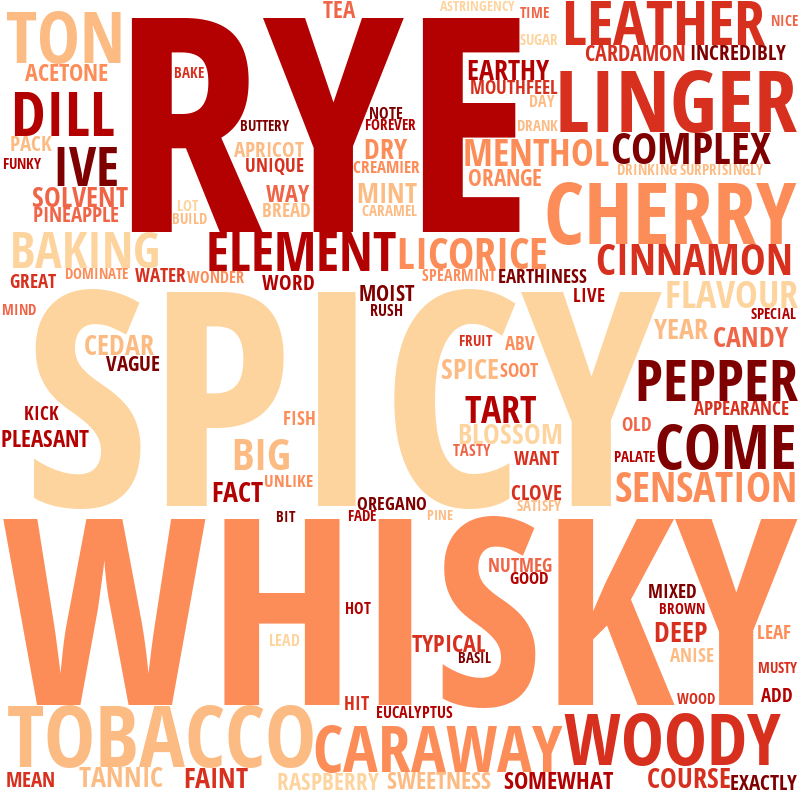 TEA
ASTRINGENCY
TIME
LEATHER
NICE
TON
RYE
SUGAR
CARDAMON
INCREDIBLY
ACETONE
BAKE
EARTHY
MOUTHFEEL
LINGER
DILL
BUTTERY
NOTE
FOREVER
DAY
DRANK
PACK
IVE
APRICOT
UNIQUE
DRY
CREAMIER
MENTHOL
COMPLEX
FUNKY
ORANGE
DRINKING
SURPRISINGLY
SOLVENT
PINEAPPLE
LOT
BUILD
WAY
BREAD
MINT
CARAMEL
CHERRY
BAKING
ELEMENT
LICORICE
CINNAMON
GREAT
DOMINATE
WATER
WONDER
WORD
SPEARMINT
EARTHINESS
MIND
MOIST
RUSH
LIVE
FLAVOUR
SPECIAL
SPICY
CEDAR
VAGUE
FRUIT
ABV
YEAR
CANDY
SPICE
SOOT
PEPPER
KICK
FISH
TART
APPEARANCE
PLEASANT
BIG
BLOSSOM
OLD
COME
TASTY
WANT
PALATE
UNLIKE
FACT
CLOVE
SENSATION
OREGANO
SATISFY
BIT
FADE
PINE
WHISKY
NUTMEG
GOOD
HOT
MIXED
BROWN
LEAD
TYPICAL
BASIL
DEEP
LEAF
ANISE
MUSTY
HIT
EUCALYPTUS
WOOD
ADD
TOBACCO
CARAWAY
WOODY
MEAN
TANNIC
FAINT
RASPBERRY
SWEETNESS
SOMEWHAT
COURSE
EXACTLY